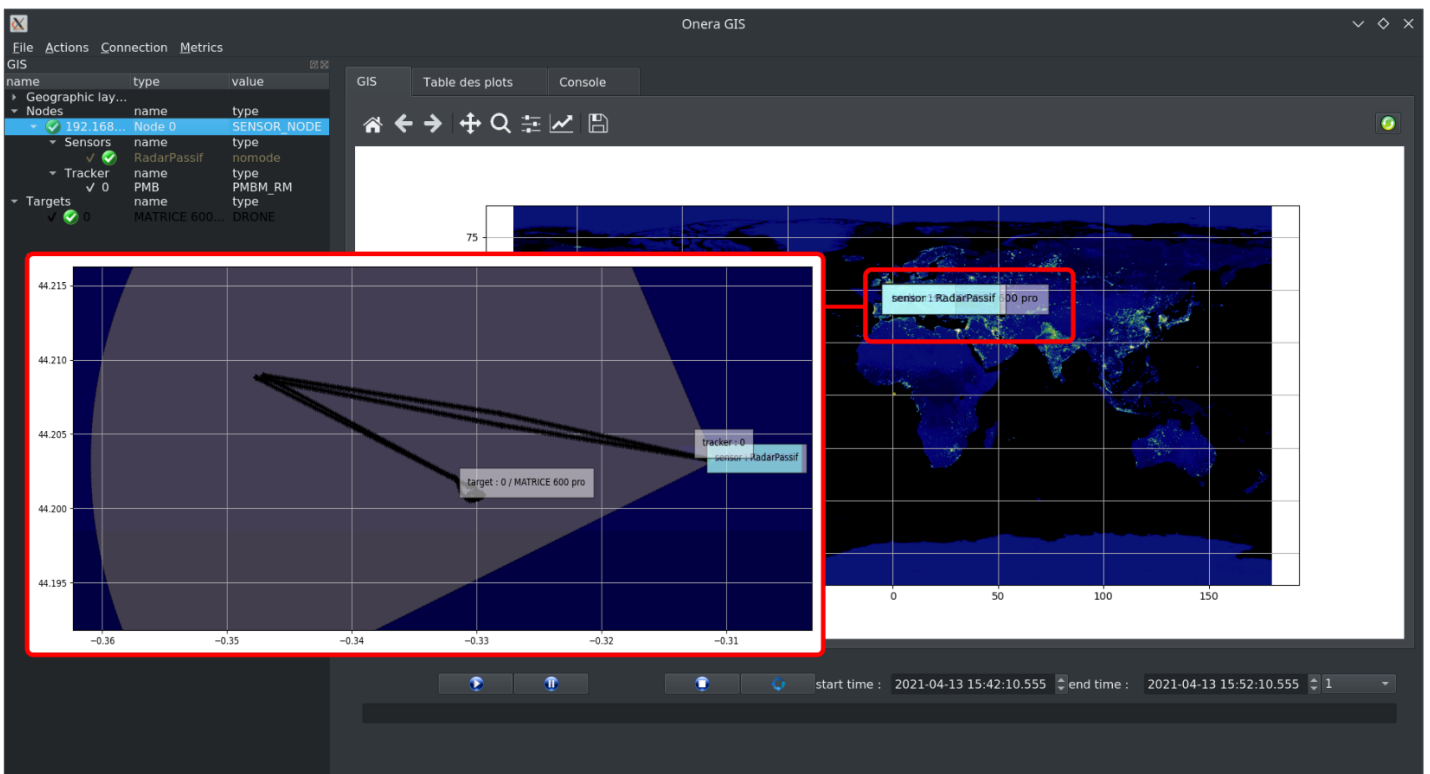 Onera GIS
File Actions Connection Metrics
GIS
name type value
Geographic lay...
Nodes name type
192.168... Node 0 SENSOR_NODE
Sensors name type
RadarPassif nomode
Tracker name type
0 PMB PMBM_RM
Targets name type
0 MATRICE 600... DRONE
GIS Table des plots Console
75
sensor : RadarPassif 600 pro
0 50 100 150
44.215
44.210
44.205
44.200
44.195
tracker : 0
sensor : RadarPassif
target : 0 / MATRICE 600 pro
−0.36 −0.35 −0.34 −0.33 −0.32 −0.31
start time : 2021-04-13 15:42:10.555 end time : 2021-04-13 15:52:10.555 1